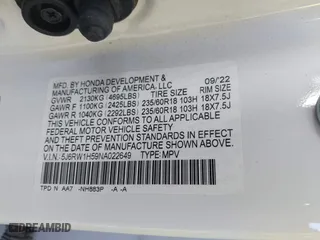 MFD. BY HONDA DEVELOPMENT & 09/22
MANUFACTURING OF AMERICA, LLC
GVWR 2130KG (4695LBS) TIRE SIZE RIM SIZE
GAWR F 1100KG (2425LBS) 235/60R18 103H 18X7.5J
GAWR R 1040KG (2292LBS) 235/60R18 103H 18X7.5J
THIS VEHICLE CONFORMS TO ALL APPLICABLE
FEDERAL MOTOR VEHICLE SAFETY, BUMPER,
AND THEFT PREVENTION STANDARDS IN EFFECT
ON THE DATE OF MANUFACTURE SHOWN ABOVE.
V.I.N.: 5J6RW1H59NA022649 TYPE: MPV
TPD N AA7 -NH883P -A -A
DREAMBID